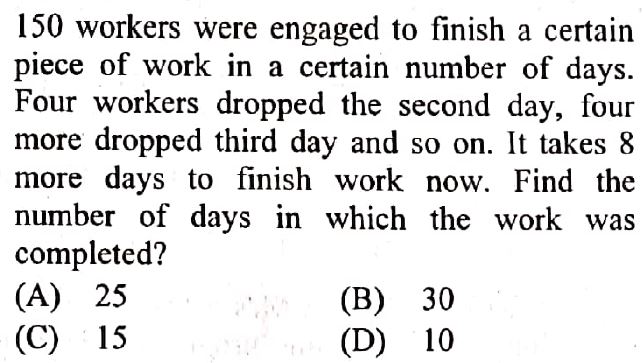 150 workers were engaged to finish a certain
piece of work in a certain number of days.
Four workers dropped the second day, four
more dropped third day and so on. It takes 8
more days to finish work now. Find the
number of days in which the work was
completed?
(A) 25 (B) 30
(C) 15 (D) 10